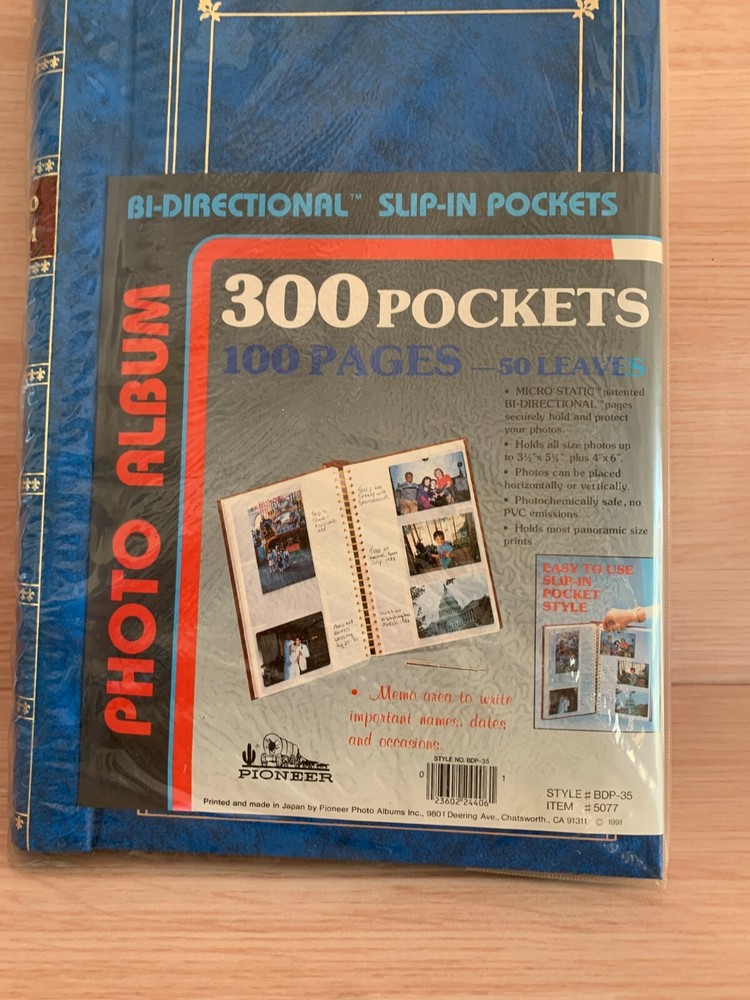 BI-DIRECTIONAL™ SLIP-IN POCKETS
PHOTO ALBUM
300 POCKETS
100 PAGES — 50 LEAVES
• MICRO STATIC™ patented
BI-DIRECTIONAL™ pages
securely hold and protect
your photos.
• Holds all size photos up
to 3½"x 5¼" plus 4"x 6".
• Photos can be placed
horizontally or vertically.
• Photochemically safe, no
PVC emissions.
• Holds most panoramic size
prints.
EASY TO USE
SLIP-IN
POCKET
STYLE
• Memo area to write
important names, dates
and occasions.
PIONEER
STYLE NO. BDP-35
0 23602 24406 1
STYLE # BDP-35
ITEM # 5077
Printed and made in Japan by Pioneer Photo Albums Inc., 9801 Deering Ave., Chatsworth, CA 91311 © 1991